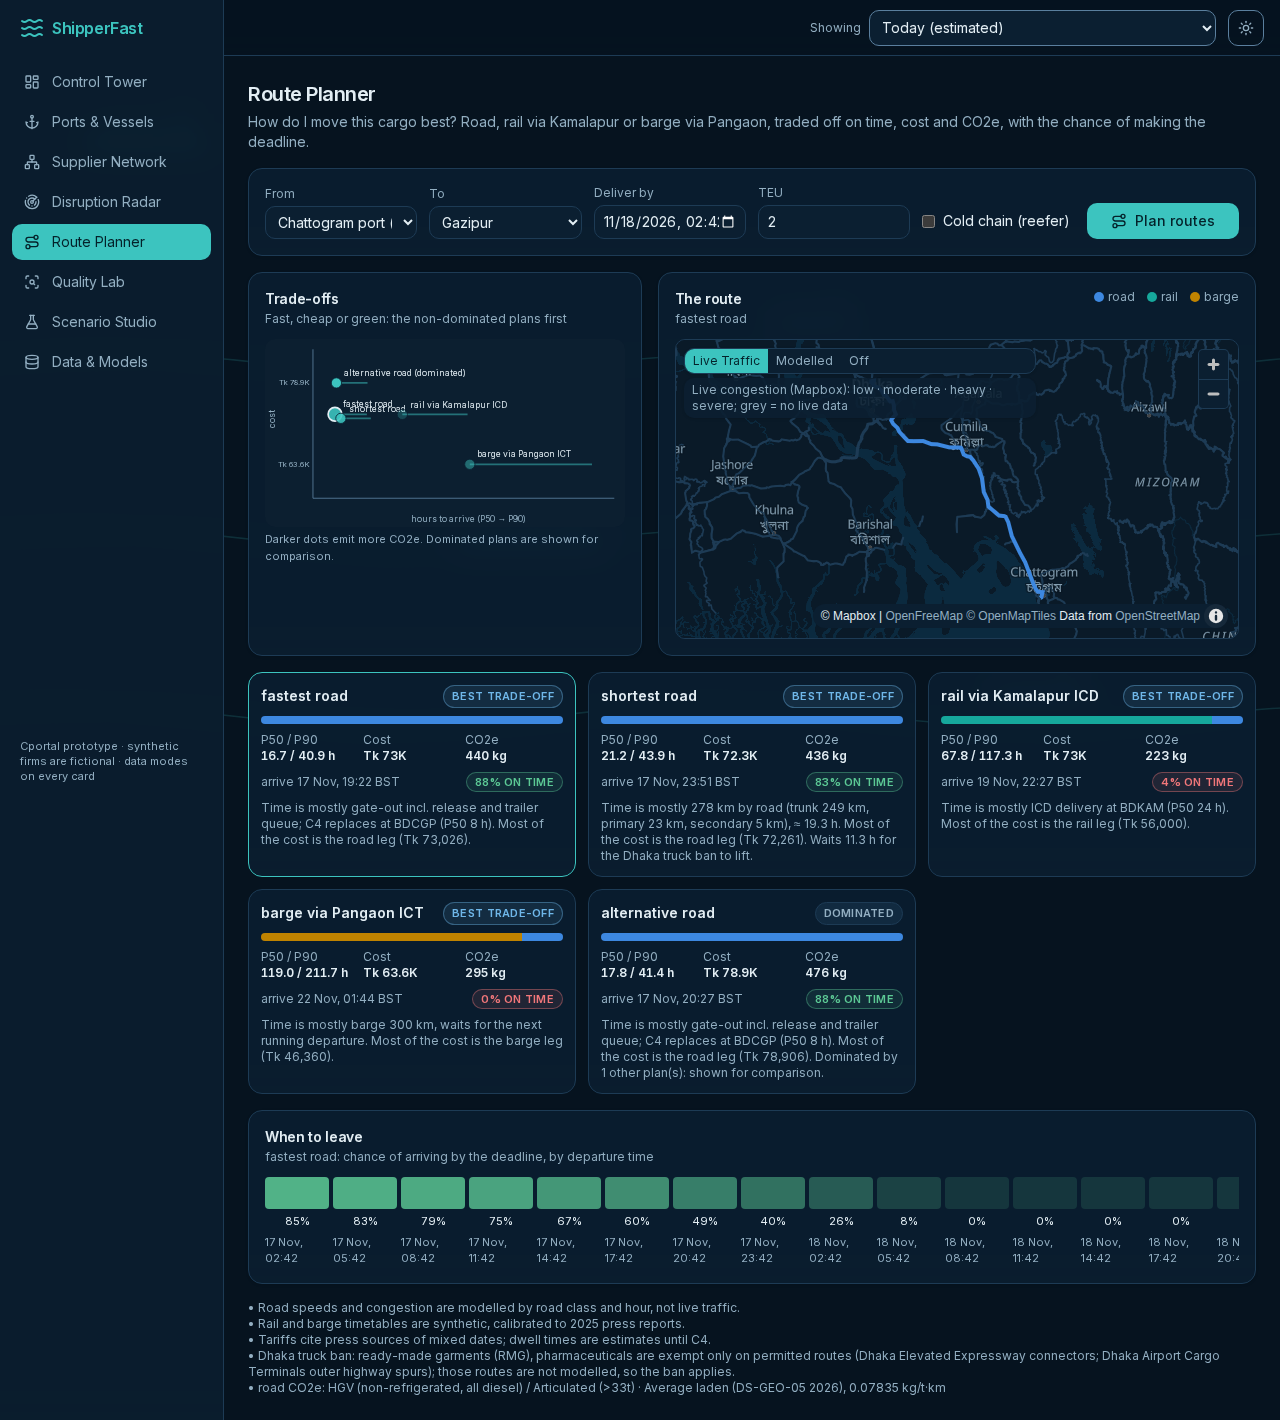 ShipperFast
Control Tower
Ports & Vessels
Supplier Network
Disruption Radar
Route Planner
Quality Lab
Scenario Studio
Data & Models
Cportal prototype · synthetic
firms are fictional · data modes
on every card
Showing
Today (estimated)
Route Planner
How do I move this cargo best? Road, rail via Kamalapur or barge via Pangaon, traded off on time, cost and CO2e, with the chance of making the
deadline.
From
To
Deliver by
TEU
Chattogram port (
Gazipur
11/18/2026, 02:4
2
Cold chain (reefer)
Plan routes
Trade-offs
Fast, cheap or green: the non-dominated plans first
Tk 78.9K
Tk 63.6K
cost
alternative road (dominated)
fastest road
shortest road
rail via Kamalapur ICD
barge via Pangaon ICT
hours to arrive (P50 → P90)
Darker dots emit more CO2e. Dominated plans are shown for
comparison.
The route
fastest road
road
rail
barge
Live Traffic
Modelled
Off
Live congestion (Mapbox): low · moderate · heavy ·
severe; grey = no live data
Aizawl
Cumilla
কুমিল্লা
ar
Jashore
যশোর
MIZORAM
Khulna
খুলনা
Barishal
বরিশাল
Chattogram
চট্টগ্রাম
© Mapbox | OpenFreeMap © OpenMapTiles Data from OpenStreetMap
CHIN
fastest road
BEST TRADE-OFF
P50 / P90
Cost
CO2e
16.7 / 40.9 h
Tk 73K
440 kg
arrive 17 Nov, 19:22 BST
88% ON TIME
Time is mostly gate-out incl. release and trailer
queue; C4 replaces at BDCGP (P50 8 h). Most of
the cost is the road leg (Tk 73,026).
shortest road
BEST TRADE-OFF
P50 / P90
Cost
CO2e
21.2 / 43.9 h
Tk 72.3K
436 kg
arrive 17 Nov, 23:51 BST
83% ON TIME
Time is mostly 278 km by road (trunk 249 km,
primary 23 km, secondary 5 km), ≈ 19.3 h. Most of
the cost is the road leg (Tk 72,261). Waits 11.3 h for
the Dhaka truck ban to lift.
rail via Kamalapur ICD
BEST TRADE-OFF
P50 / P90
Cost
CO2e
67.8 / 117.3 h
Tk 73K
223 kg
arrive 19 Nov, 22:27 BST
4% ON TIME
Time is mostly ICD delivery at BDKAM (P50 24 h).
Most of the cost is the rail leg (Tk 56,000).
barge via Pangaon ICT
BEST TRADE-OFF
P50 / P90
Cost
CO2e
119.0 / 211.7 h
Tk 63.6K
295 kg
arrive 22 Nov, 01:44 BST
0% ON TIME
Time is mostly barge 300 km, waits for the next
running departure. Most of the cost is the barge leg
(Tk 46,360).
alternative road
DOMINATED
P50 / P90
Cost
CO2e
17.8 / 41.4 h
Tk 78.9K
476 kg
arrive 17 Nov, 20:27 BST
88% ON TIME
Time is mostly gate-out incl. release and trailer
queue; C4 replaces at BDCGP (P50 8 h). Most of
the cost is the road leg (Tk 78,906). Dominated by
1 other plan(s): shown for comparison.
When to leave
fastest road: chance of arriving by the deadline, by departure time
85% 83% 79% 75% 67% 60% 49% 40% 26% 8% 0% 0% 0% 0%
17 Nov, 17 Nov, 17 Nov, 17 Nov, 17 Nov, 17 Nov, 17 Nov, 17 Nov, 18 Nov, 18 Nov, 18 Nov, 18 Nov, 18 Nov, 18 Nov, 18 N
02:42 05:42 08:42 11:42 14:42 17:42 20:42 23:42 02:42 05:42 08:42 11:42 14:42 17:42 20:4
• Road speeds and congestion are modelled by road class and hour, not live traffic.
• Rail and barge timetables are synthetic, calibrated to 2025 press reports.
• Tariffs cite press sources of mixed dates; dwell times are estimates until C4.
• Dhaka truck ban: ready-made garments (RMG), pharmaceuticals are exempt only on permitted routes (Dhaka Elevated Expressway connectors; Dhaka Airport Cargo
Terminals outer highway spurs); those routes are not modelled, so the ban applies.
• road CO2e: HGV (non-refrigerated, all diesel) / Articulated (>33t) · Average laden (DS-GEO-05 2026), 0.07835 kg/t·km